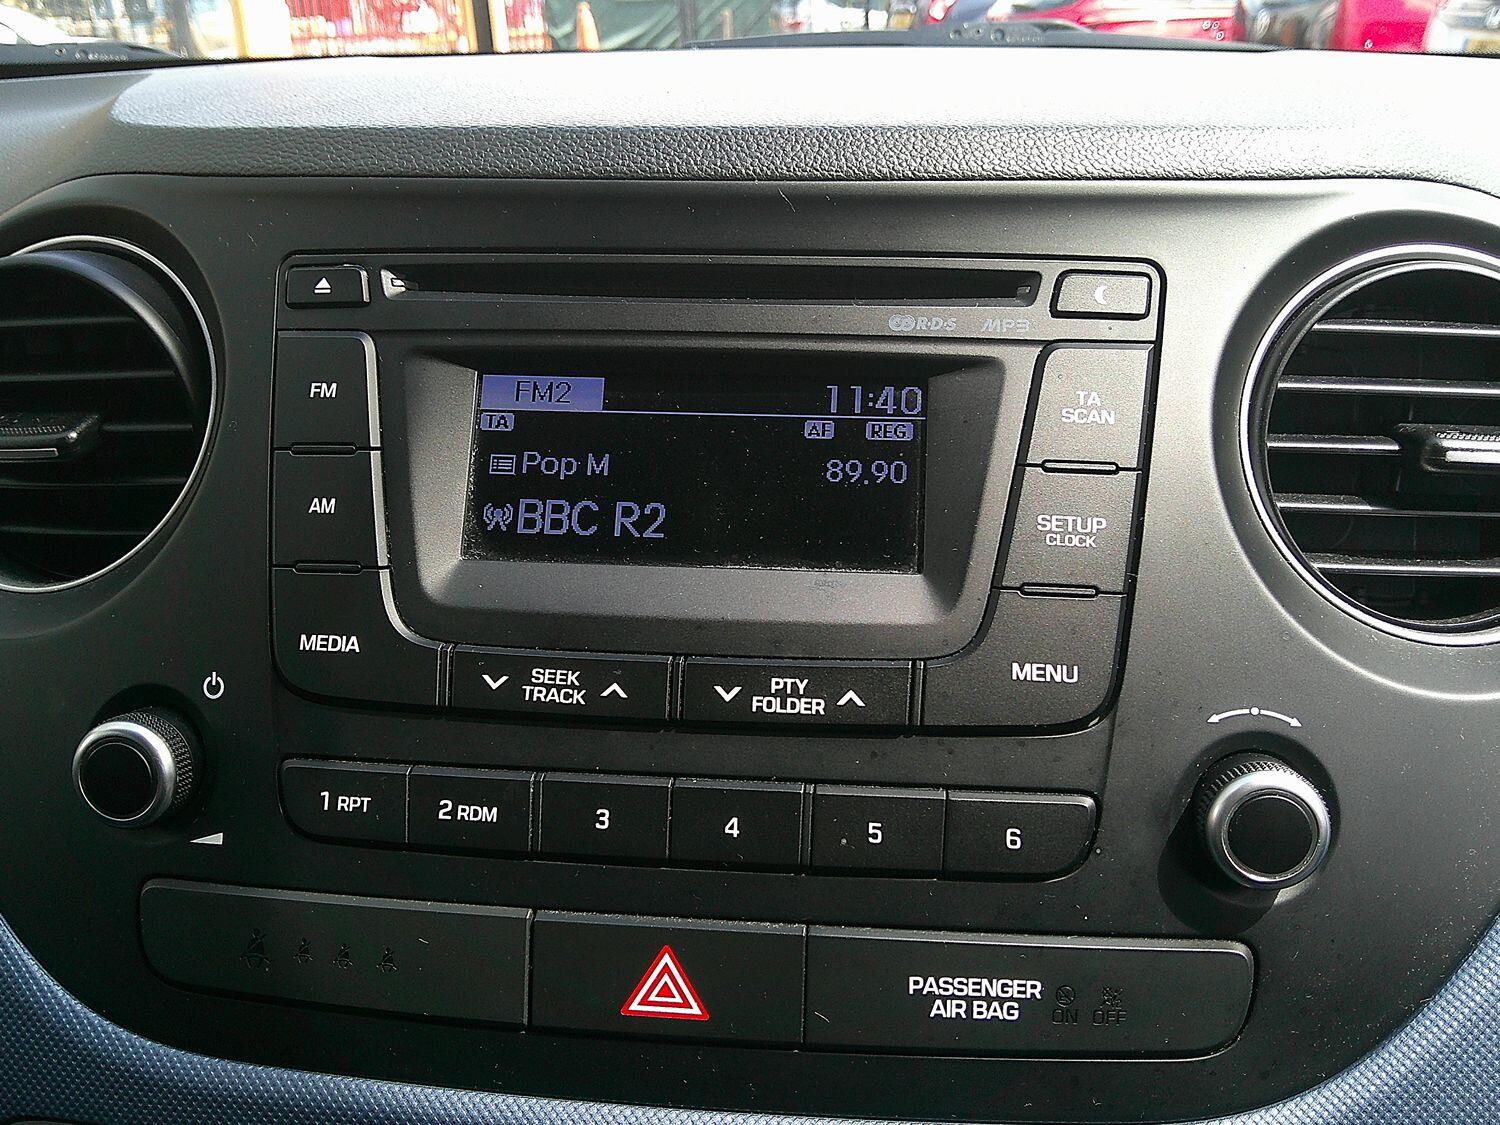 R·D·S MP3
FM
AM
MEDIA
FM2 11:40
TA AF REG
Pop M 89.90
BBC R2
TA
SCAN
SETUP
CLOCK
MENU
SEEK
TRACK
PTY
FOLDER
1 RPT 2 RDM 3 4 5 6
PASSENGER
AIR BAG
ON OFF